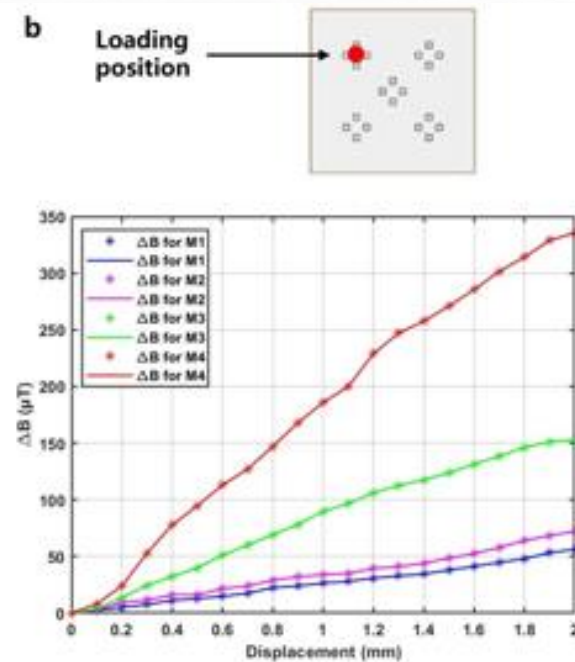 b
Loading
position
350
300
250
200
150
100
50
0
ΔB (μT)
ΔB for M1
ΔB for M1
ΔB for M2
ΔB for M2
ΔB for M3
ΔB for M3
ΔB for M4
ΔB for M4
0 0.2 0.4 0.6 0.8 1 1.2 1.4 1.6 1.8 2
Displacement (mm)